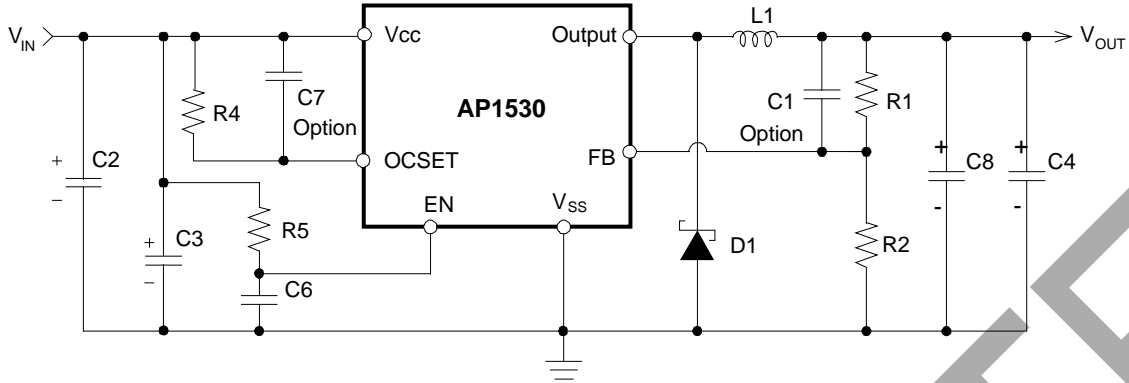 V_IN
Vcc
Output
L1
V_OUT
C7
Option
R4
AP1530
C1
Option
R1
OCSET
FB
C2
+
-
C8
+
-
C4
+
-
EN
V_SS
R5
C3
+
-
D1
R2
C6